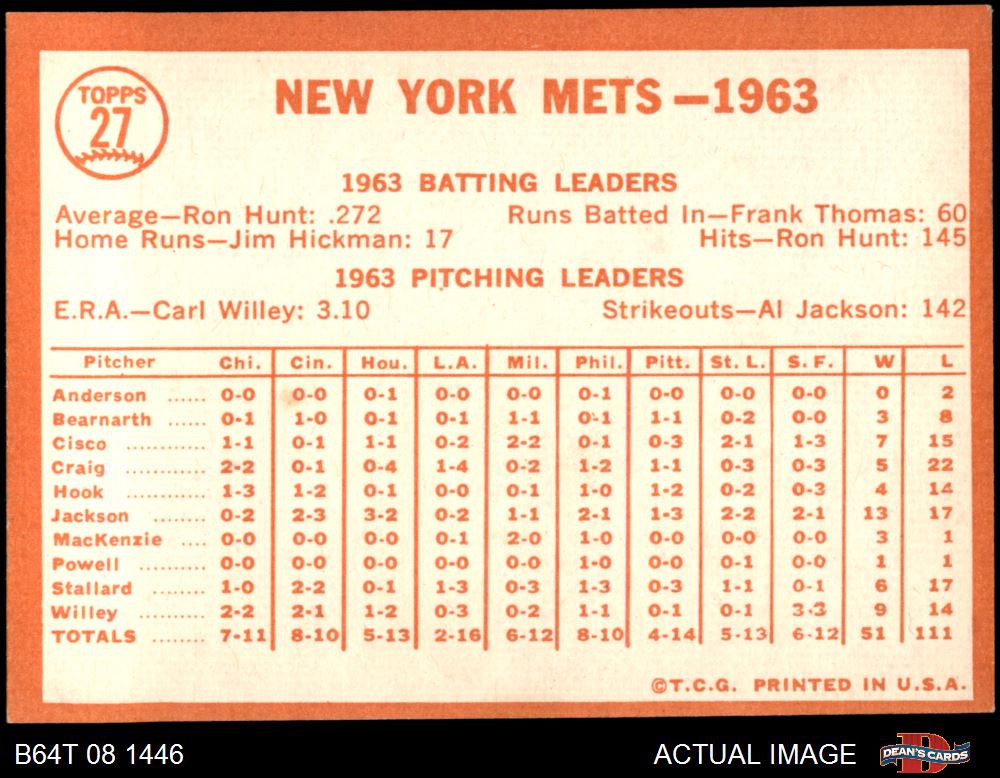 TOPPS
27
NEW YORK METS—1963
1963 BATTING LEADERS
Average—Ron Hunt: .272 Runs Batted In—Frank Thomas: 60
Home Runs—Jim Hickman: 17 Hits—Ron Hunt: 145
1963 PITCHING LEADERS
E.R.A.—Carl Willey: 3.10 Strikeouts—Al Jackson: 142
Pitcher Chi. Cin. Hou. L.A. Mil. Phil. Pitt. St. L. S.F. W L
Anderson ...... 0-0 0-0 0-1 0-0 0-0 0-1 0-0 0-0 0-0 0 2
Bearnarth ...... 0-1 1-0 0-1 0-1 1-1 0-1 1-1 0-2 0-0 3 8
Cisco ............ 1-1 0-1 1-1 0-2 2-2 0-1 0-3 2-1 1-3 7 15
Craig ............ 2-2 0-1 0-4 1-4 0-2 1-2 1-1 0-3 0-3 5 22
Hook ............ 1-3 1-2 0-1 0-0 0-1 1-0 1-2 0-2 0-3 4 14
Jackson ........ 0-2 2-3 3-2 0-2 1-1 2-1 1-3 2-2 2-1 13 17
MacKenzie .... 0-0 0-0 0-0 0-1 2-0 1-0 0-0 0-0 0-0 3 1
Powell .......... 0-0 0-0 0-0 0-0 0-0 1-0 0-0 0-1 0-0 1 1
Stallard ........ 1-0 2-2 0-1 1-3 0-3 1-3 0-3 1-1 0-1 6 17
Willey .......... 2-2 2-1 1-2 0-3 0-2 1-1 0-1 0-1 3-3 9 14
TOTALS ........ 7-11 8-10 5-13 2-16 6-12 8-10 4-14 5-13 6-12 51 111
©T.C.G. PRINTED IN U.S.A.
B64T 08 1446 ACTUAL IMAGE
D
DEAN'S CARDS